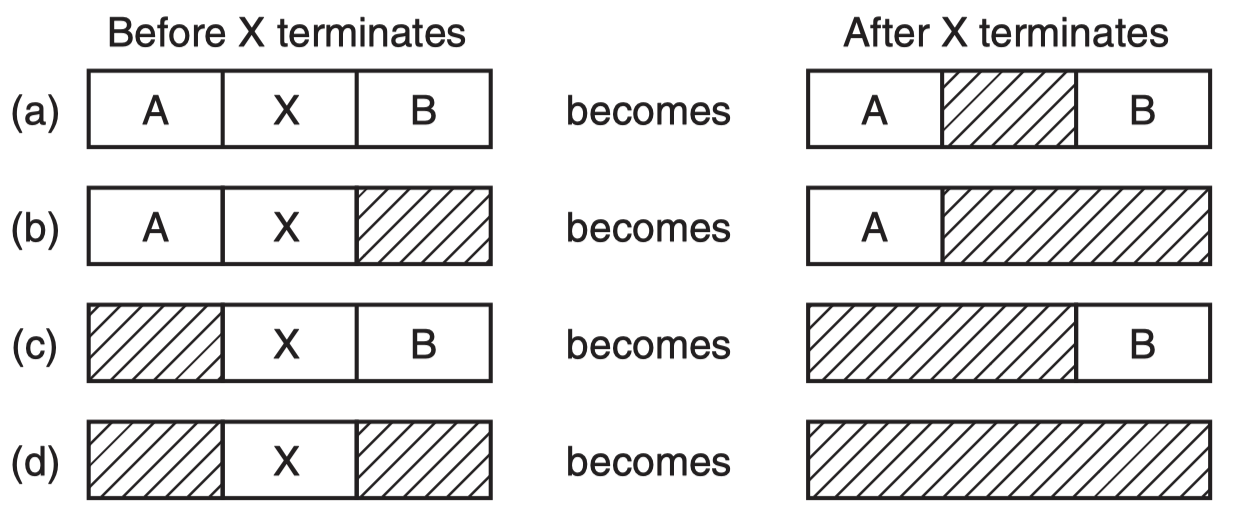 Before X terminates After X terminates
(a) A X B becomes A B
(b) A X becomes A
(c) X B becomes B
(d) X becomes